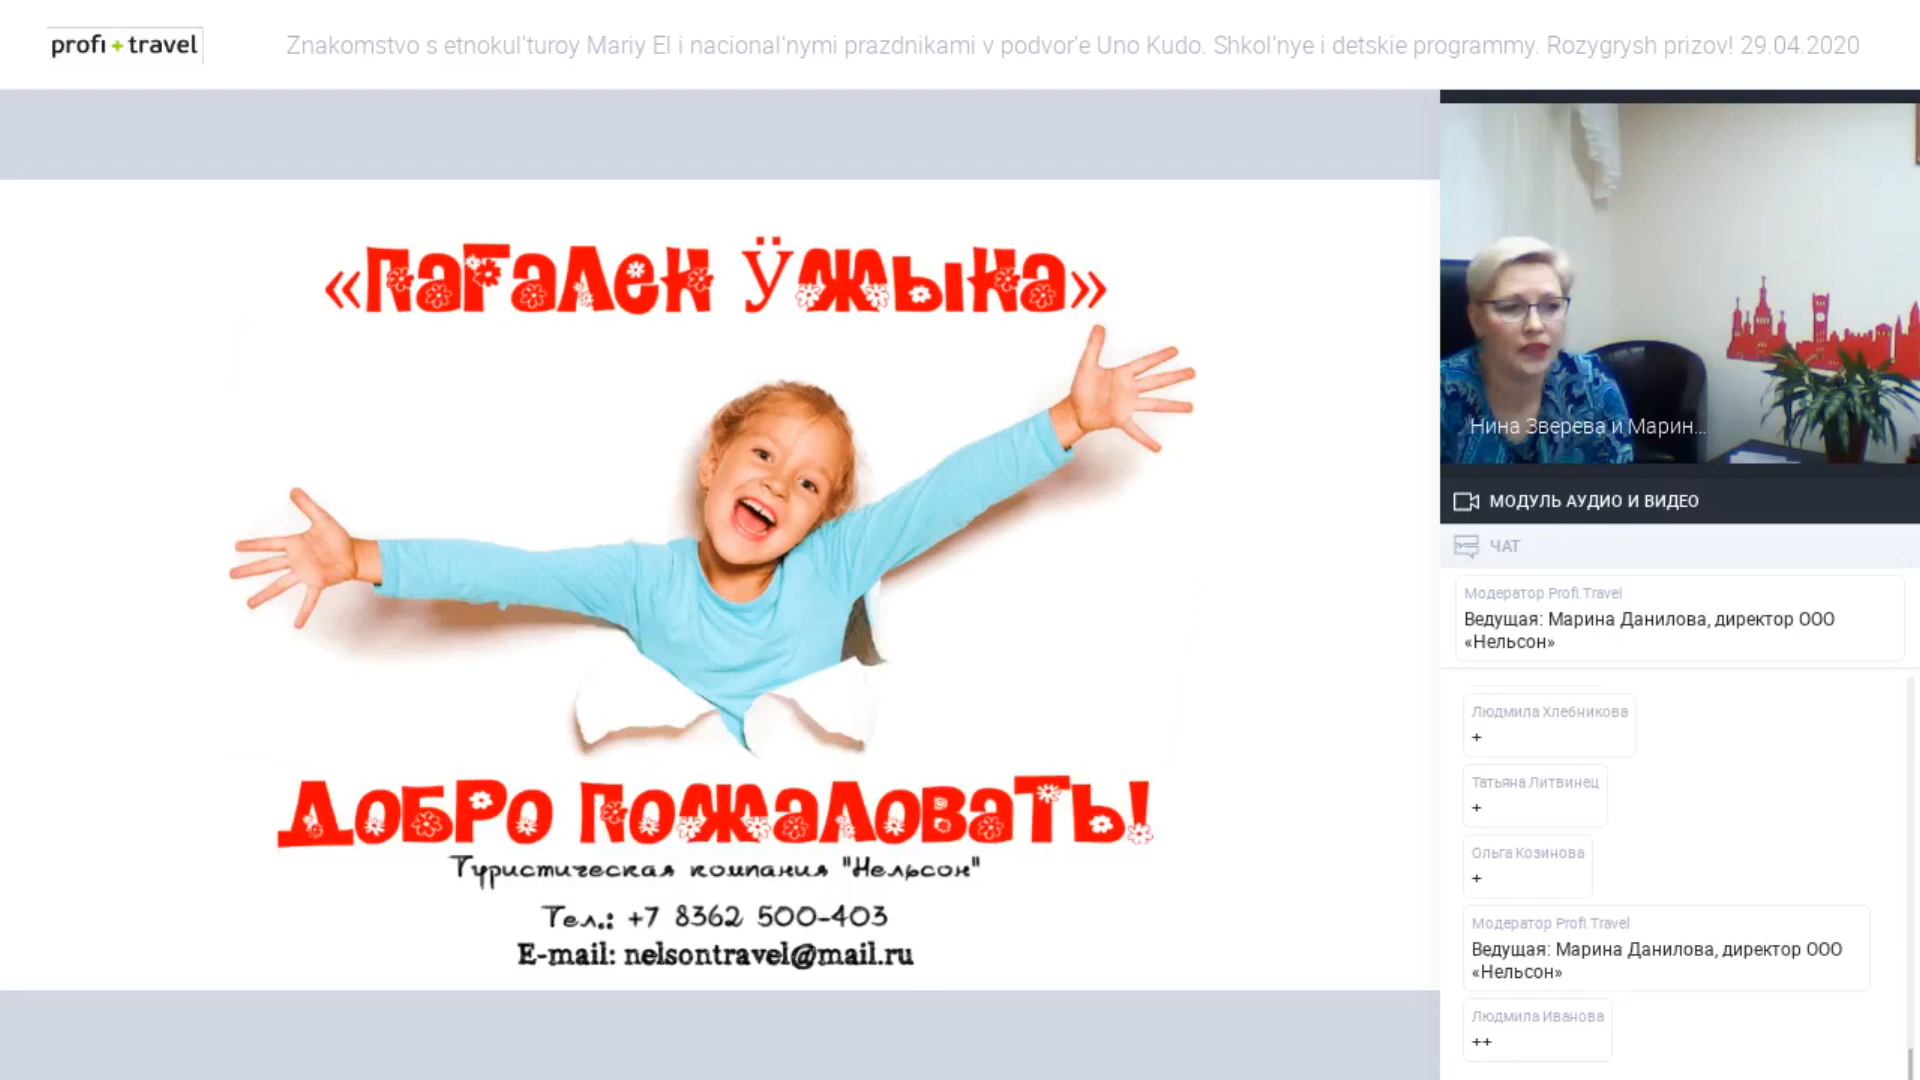 profi + travel
Znakomstvo s etnokul'turoy Mariy El i nacional'nymi prazdnikami v podvor'e Uno Kudo. Shkol'nye i detskie programmy. Rozygrysh prizov! 29.04.2020
«Пагален ӱжына»
Добро пожаловать!
Туристическая компания "Нельсон"
Тел.: +7 8362 500-403
E-mail: nelsontravel@mail.ru
Нина Зверева и Марин...
МОДУЛЬ АУДИО И ВИДЕО
ЧАТ
Модератор Profi.Travel
Ведущая: Марина Данилова, директор ООО
«Нельсон»
Людмила Хлебникова
+
Татьяна Литвинец
+
Ольга Козинова
+
Модератор Profi.Travel
Ведущая: Марина Данилова, директор ООО
«Нельсон»
Людмила Иванова
++